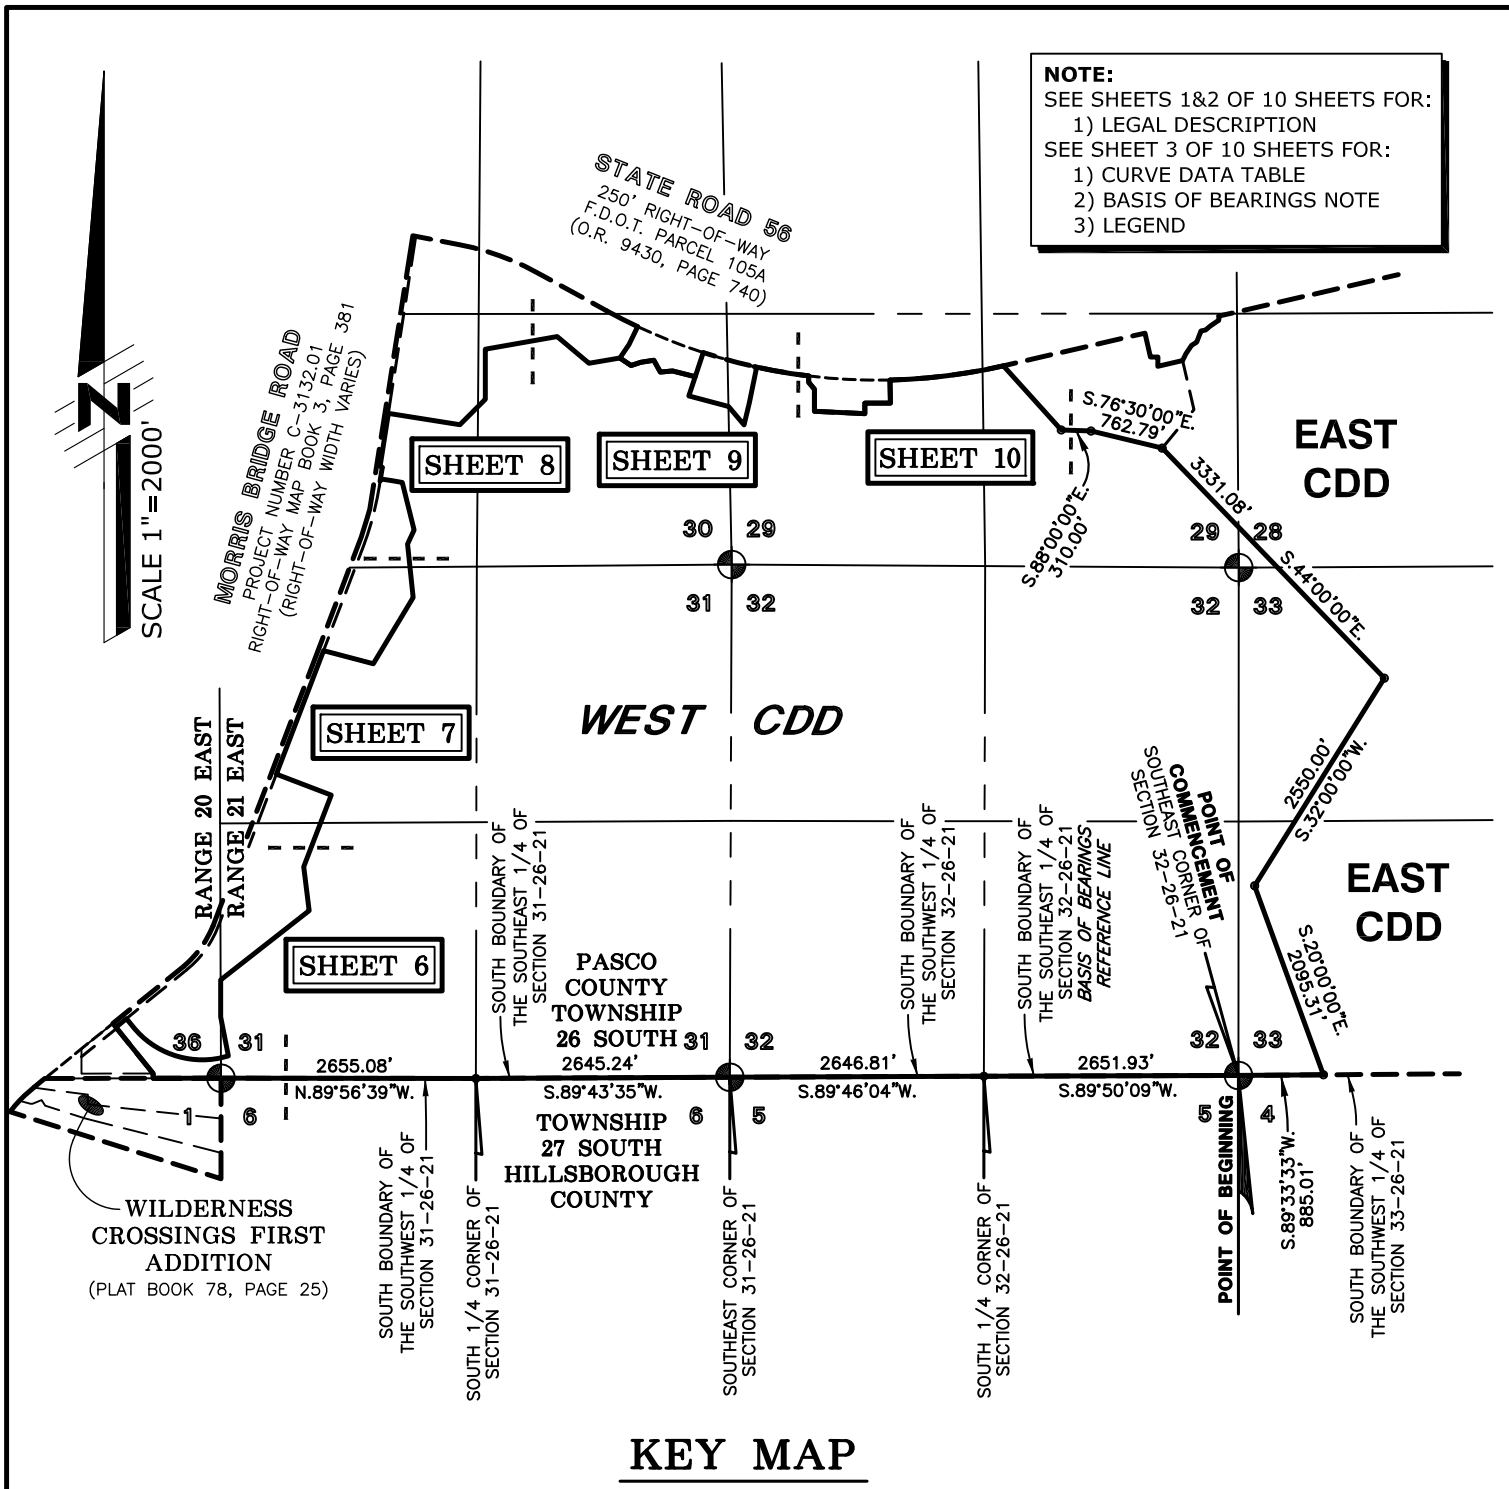 NOTE:
SEE SHEETS 1&2 OF 10 SHEETS FOR:
1) LEGAL DESCRIPTION
SEE SHEET 3 OF 10 SHEETS FOR:
1) CURVE DATA TABLE
2) BASIS OF BEARINGS NOTE
3) LEGEND
STATE ROAD 56
250' RIGHT-OF-WAY
F.D.O.T. PARCEL 105A
(O.R. 9430, PAGE 740)
N
SCALE 1"=2000'
MORRIS BRIDGE ROAD
PROJECT NUMBER C-3132.01
RIGHT-OF-WAY MAP BOOK 3, PAGE 381
(RIGHT-OF-WAY WIDTH VARIES)
SHEET 8
SHEET 9
SHEET 10
S.76°30'00"E.
762.79'
EAST
CDD
3331.08'
S.44°00'00"E.
S.88°00'00"E.
310.00'
30 29
31 32
29 28
32 33
SHEET 7
WEST CDD
RANGE 20 EAST
RANGE 21 EAST
2550.00'
S.32°00'00"W.
POINT OF
COMMENCEMENT
SOUTHEAST CORNER OF
SECTION 32-26-21
EAST
CDD
S.20°00'00"E.
2095.31'
SHEET 6
SOUTH BOUNDARY OF
THE SOUTHEAST 1/4 OF
SECTION 31-26-21
PASCO
COUNTY
TOWNSHIP
26 SOUTH
SOUTH BOUNDARY OF
THE SOUTHWEST 1/4 OF
SECTION 32-26-21
SOUTH BOUNDARY OF
THE SOUTHEAST 1/4 OF
SECTION 32-26-21
BASIS OF BEARINGS
REFERENCE LINE
36 31
31 32
32 33
2655.08'
N.89°56'39"W.
2645.24'
S.89°43'35"W.
2646.81'
S.89°46'04"W.
2651.93'
S.89°50'09"W.
1 6
6 5
5 4
TOWNSHIP
27 SOUTH
HILLSBOROUGH
COUNTY
POINT OF BEGINNING
S.89°33'33"W.
885.01'
SOUTH BOUNDARY OF
THE SOUTHWEST 1/4 OF
SECTION 33-26-21
WILDERNESS
CROSSINGS FIRST
ADDITION
(PLAT BOOK 78, PAGE 25)
SOUTH BOUNDARY OF
THE SOUTHWEST 1/4 OF
SECTION 31-26-21
SOUTH 1/4 CORNER OF
SECTION 31-26-21
SOUTHEAST CORNER OF
SECTION 31-26-21
SOUTH 1/4 CORNER OF
SECTION 32-26-21
KEY MAP